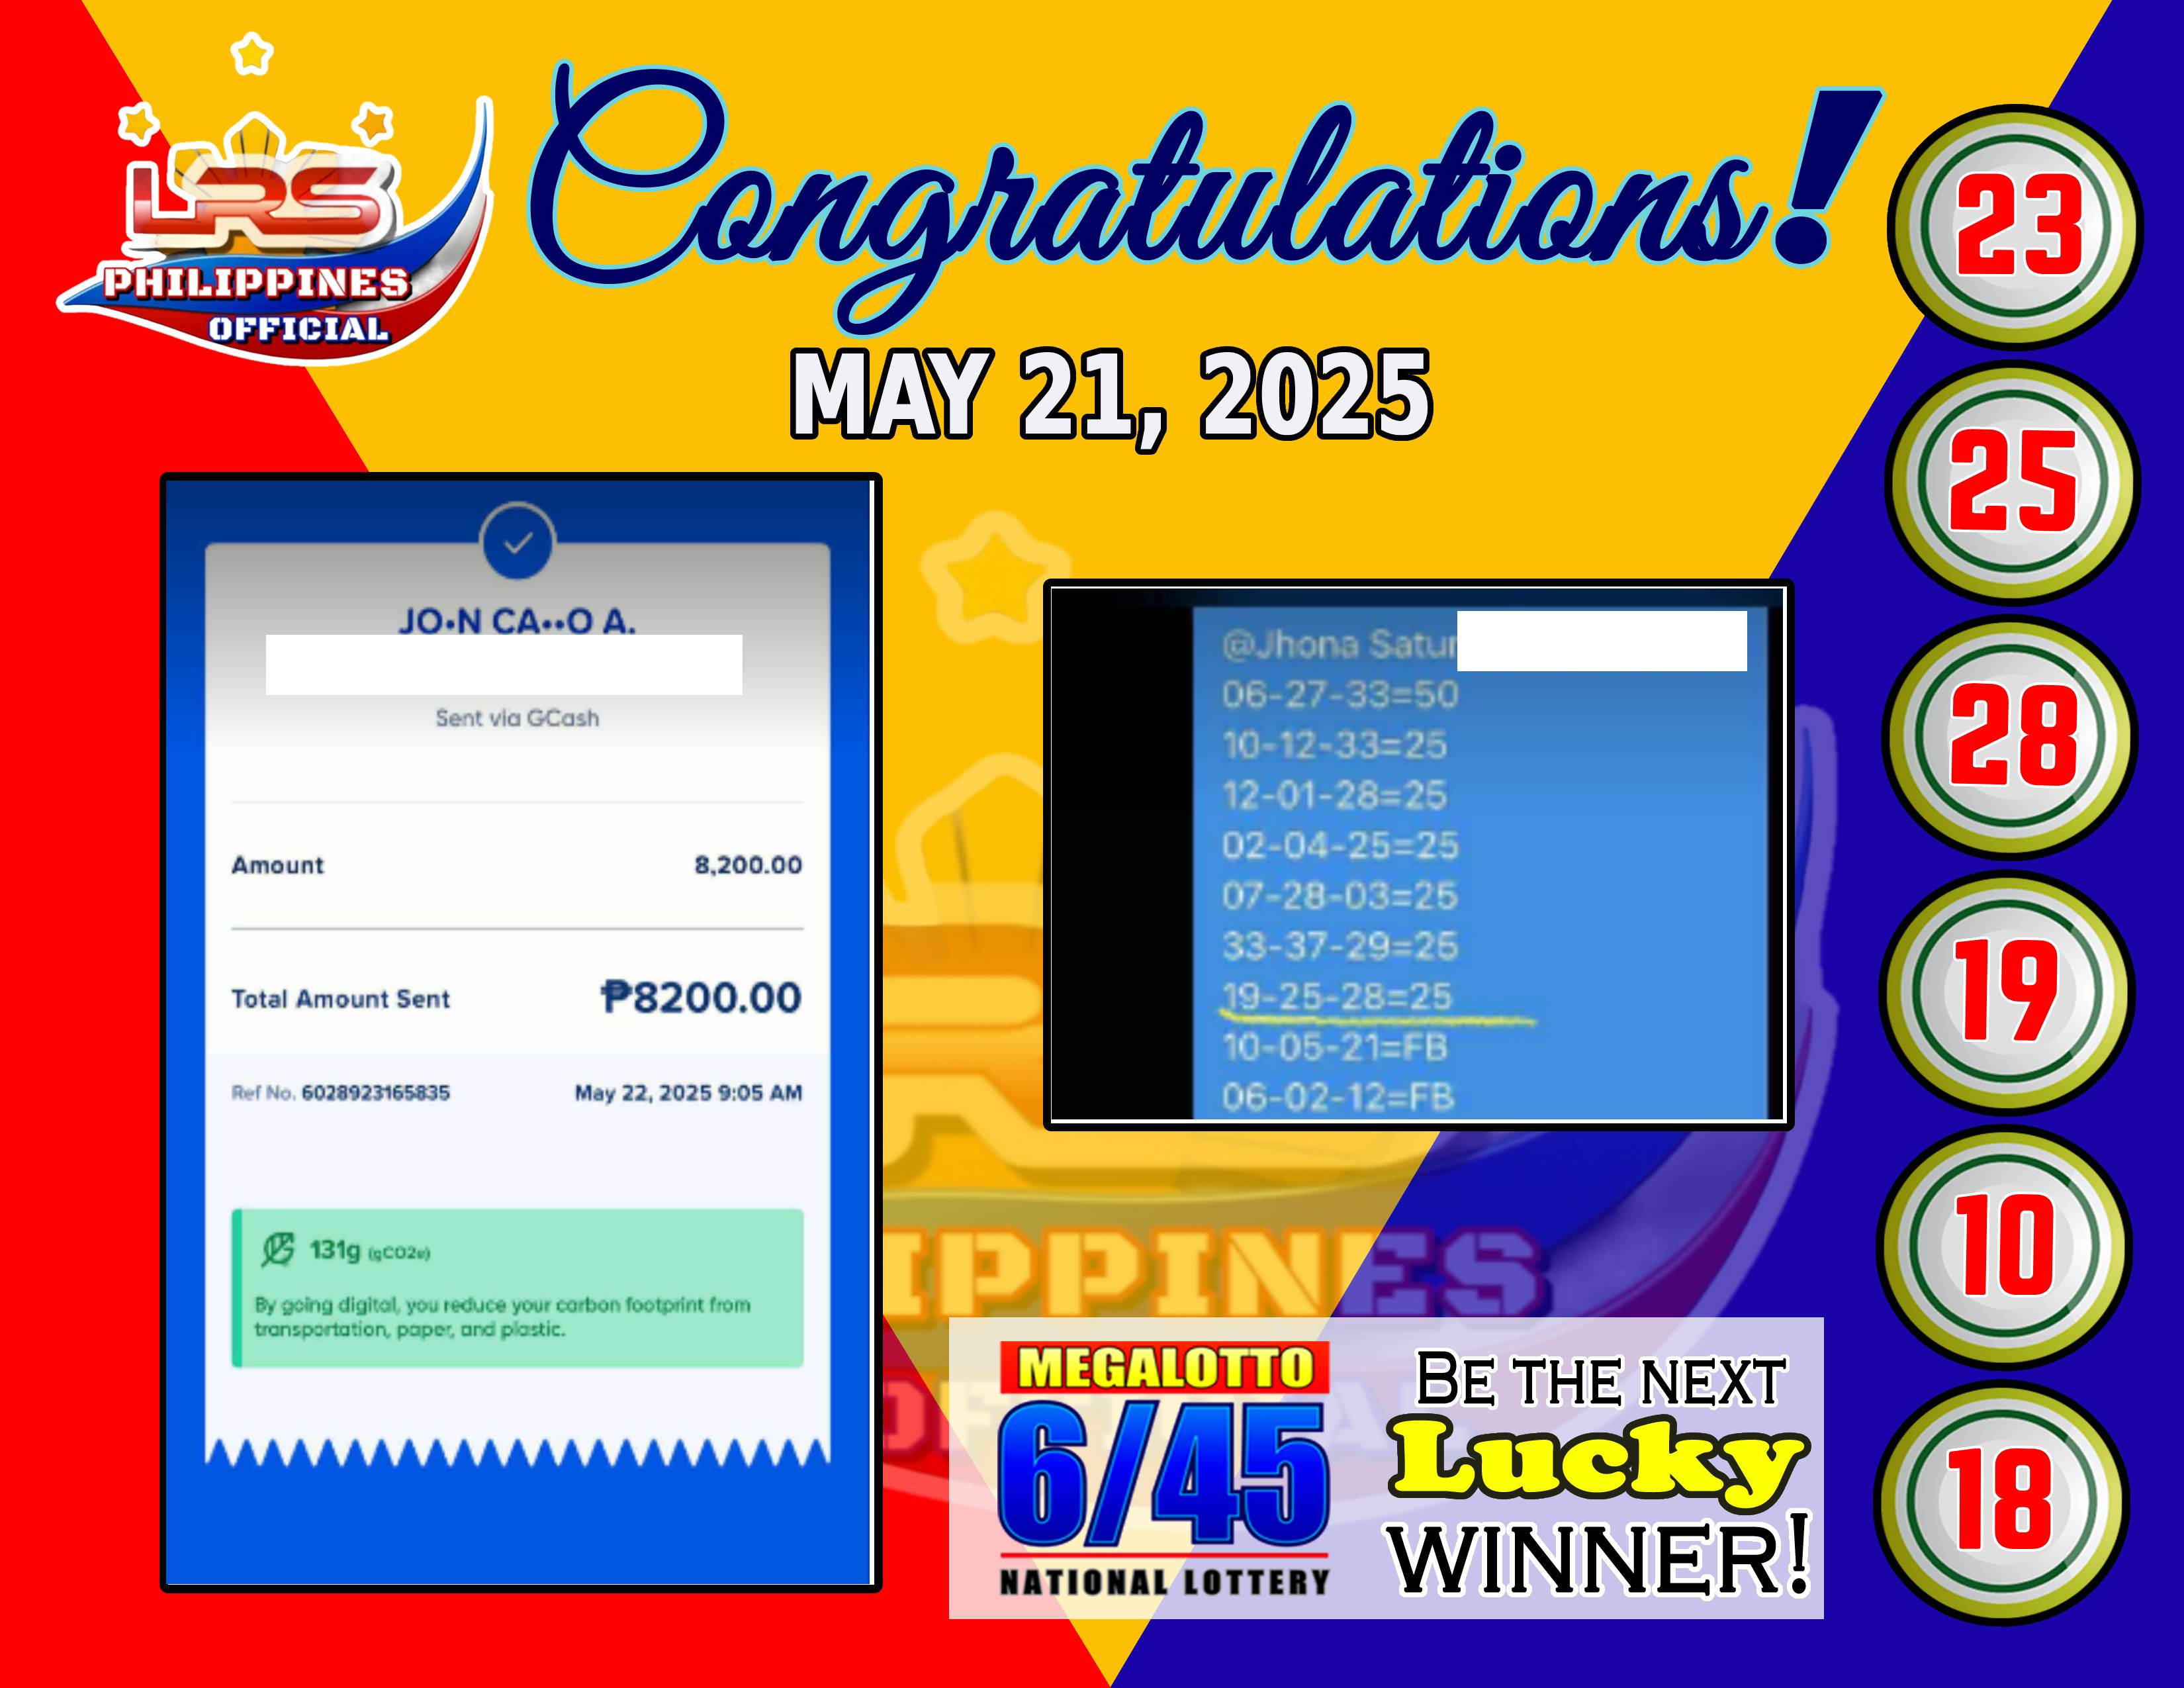 LRS
PHILIPPINES
OFFICIAL
Congratulations!
MAY 21, 2025
JO•N CA••O A.
Sent via GCash
Amount 8,200.00
Total Amount Sent ₱8200.00
Ref No. 6028923165835 May 22, 2025 9:05 AM
131g (gCO2e)
By going digital, you reduce your carbon footprint from
transportation, paper, and plastic.
@Jhona Satur
06-27-33=50
10-12-33=25
12-01-28=25
02-04-25=25
07-28-03=25
33-37-29=25
19-25-28=25
10-05-21=FB
06-02-12=FB
MEGALOTTO
6/45
NATIONAL LOTTERY
BE THE NEXT
Lucky
WINNER!
23
25
28
19
10
18